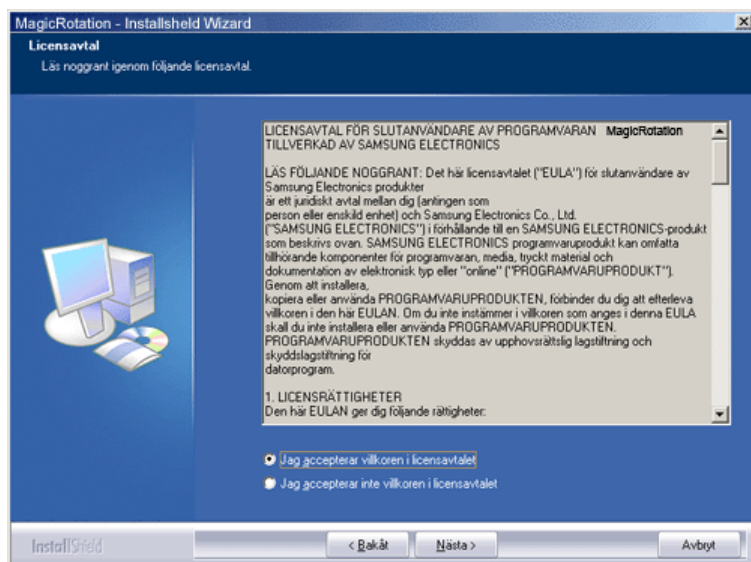 MagicRotation - Installsheld Wizard
Licensavtal
Läs noggrant igenom följande licensavtal.
LICENSAVTAL FÖR SLUTANVÄNDARE AV PROGRAMVARAN MagicRotation
TILLVERKAD AV SAMSUNG ELECTRONICS
LÄS FÖLJANDE NOGGRANT: Det här licensavtalet ("EULA") för slutanvändare av
Samsung Electronics produkter
är ett juridiskt avtal mellan dig (antingen som
person eller enskild enhet) och Samsung Electronics Co., Ltd.
("SAMSUNG ELECTRONICS") i förhållande till en SAMSUNG ELECTRONICS-produkt
som beskrivs ovan. SAMSUNG ELECTRONICS programvaruprodukt kan omfatta
tillhörande komponenter för programvaran, media, tryckt material och
dokumentation av elektronisk typ eller "online" ("PROGRAMVARUPRODUKT").
Genom att installera,
kopiera eller använda PROGRAMVARUPRODUKTEN, förbinder du dig att efterleva
villkoren i den här EULAN. Om du inte instämmer i villkoren som anges i denna EULA
skall du inte installera eller använda PROGRAMVARUPRODUKTEN.
PROGRAMVARUPRODUKTEN skyddas av upphovsrättslig lagstiftning och
skyddslagstiftning för
datorprogram.
1. LICENSRÄTTIGHETER
Den här EULAN ger dig följande rättigheter:
Jag accepterar villkoren i licensavtalet
Jag accepterar inte villkoren i licensavtalet
InstallShield
< Bakåt
Nästa >
Avbryt